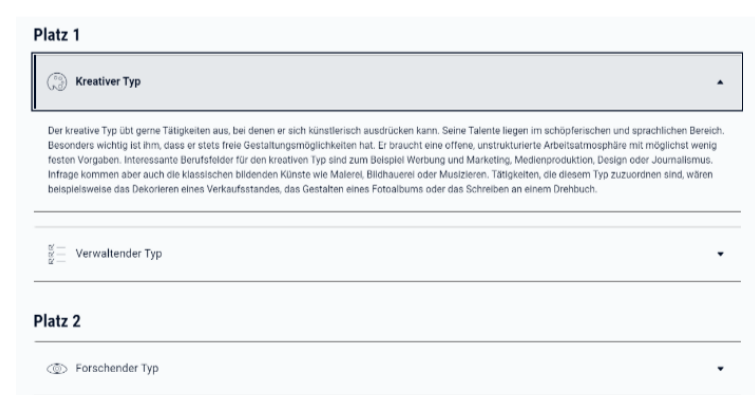 Platz 1
Kreativer Typ
Der kreative Typ übt gerne Tätigkeiten aus, bei denen er sich künstlerisch ausdrücken kann. Seine Talente liegen im schöpferischen und sprachlichen Bereich.
Besonders wichtig ist ihm, dass er stets freie Gestaltungsmöglichkeiten hat. Er braucht eine offene, unstrukturierte Arbeitsatmosphäre mit möglichst wenig
festen Vorgaben. Interessante Berufsfelder für den kreativen Typ sind zum Beispiel Werbung und Marketing, Medienproduktion, Design oder Journalismus.
Infrage kommen aber auch die klassischen bildenden Künste wie Malerei, Bildhauerei oder Musizieren. Tätigkeiten, die diesem Typ zuzuordnen sind, wären
beispielsweise das Dekorieren eines Verkaufsstandes, das Gestalten eines Fotoalbums oder das Schreiben an einem Drehbuch.
Verwaltender Typ
Platz 2
Forschender Typ